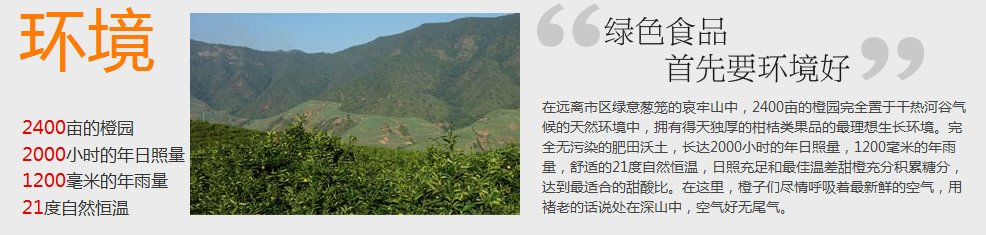 环境
2400亩的橙园
2000小时的年日照量
1200毫米的年雨量
21度自然恒温
“绿色食品
首先要环境好”
在远离市区绿意葱笼的哀牢山中，2400亩的橙园完全置于干热河谷气
候的天然环境中，拥有得天独厚的柑桔类果品的最理想生长环境。完
全无污染的肥田沃土，长达2000小时的年日照量，1200毫米的年雨
量，舒适的21度自然恒温，日照充足和最佳温差甜橙充分积累糖分，
达到最适合的甜酸比。在这里，橙子们尽情呼吸着最新鲜的空气，用
褚老的话说处在深山中，空气好无尾气。